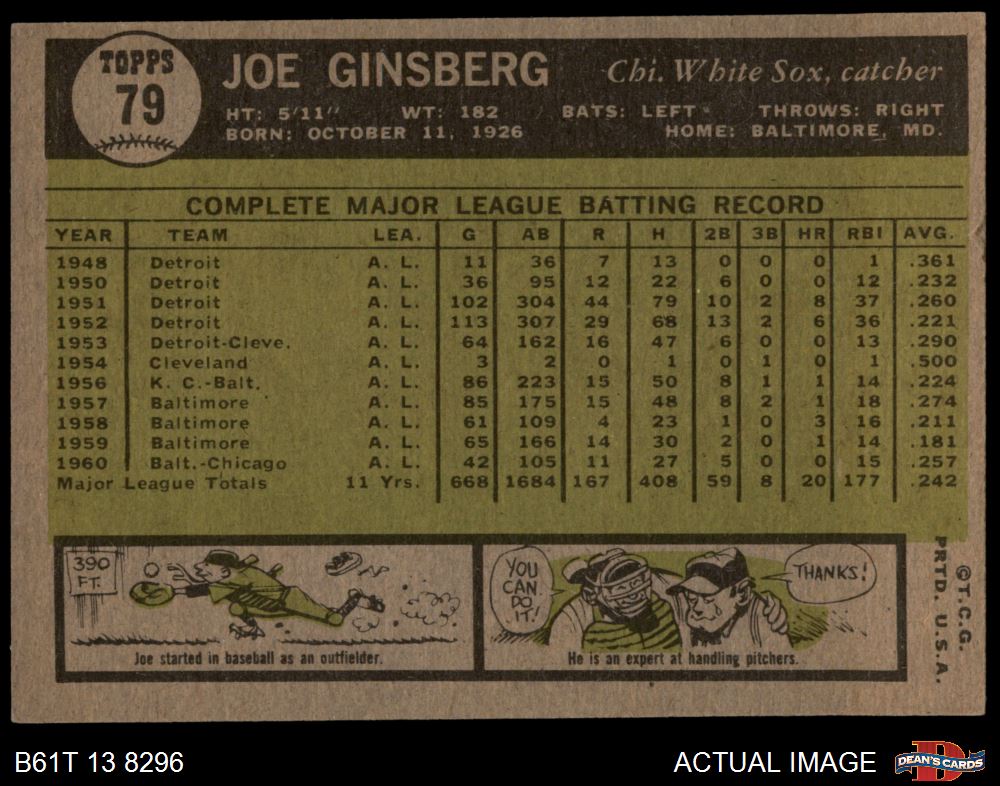 TOPPS
79
JOE GINSBERG Chi. White Sox, catcher
HT: 5'11" WT: 182 BATS: LEFT THROWS: RIGHT
BORN: OCTOBER 11, 1926 HOME: BALTIMORE, MD.
COMPLETE MAJOR LEAGUE BATTING RECORD
YEAR TEAM LEA. G AB R H 2B 3B HR RBI AVG.
1948 Detroit A. L. 11 36 7 13 0 0 0 1 .361
1950 Detroit A. L. 36 95 12 22 6 0 0 12 .232
1951 Detroit A. L. 102 304 44 79 10 2 8 37 .260
1952 Detroit A. L. 113 307 29 68 13 2 6 36 .221
1953 Detroit-Cleve. A. L. 64 162 16 47 6 0 0 13 .290
1954 Cleveland A. L. 3 2 0 1 0 1 0 1 .500
1956 K. C.-Balt. A. L. 86 223 15 50 8 1 1 14 .224
1957 Baltimore A. L. 85 175 15 48 8 2 1 18 .274
1958 Baltimore A. L. 61 109 4 23 1 0 3 16 .211
1959 Baltimore A. L. 65 166 14 30 2 0 1 14 .181
1960 Balt.-Chicago A. L. 42 105 11 27 5 0 0 15 .257
Major League Totals 11 Yrs. 668 1684 167 408 59 8 20 177 .242
390
FT.
Joe started in baseball as an outfielder.
YOU
CAN
DO
IT!
THANKS!
He is an expert at handling pitchers.
©T.C.G.
PRTD. U.S.A.
B61T 13 8296 ACTUAL IMAGE
DEAN'S CARDS